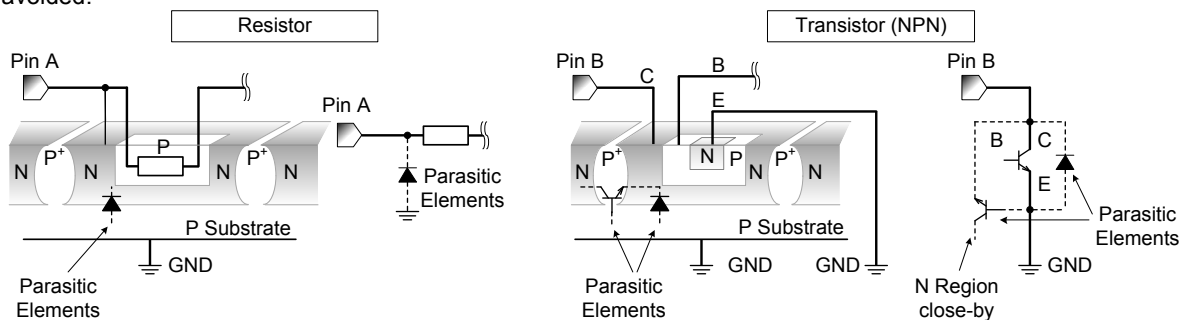 avoided.
Resistor
Transistor (NPN)
Pin A
Pin A
P
N P+ N N P+ N
Parasitic
Elements
P Substrate
GND
Parasitic
Elements
Pin B
C
B
E
N P+ N N P N P+ N
P Substrate
GND GND
Parasitic
Elements
Pin B
B
C
E
Parasitic
Elements
GND
N Region
close-by